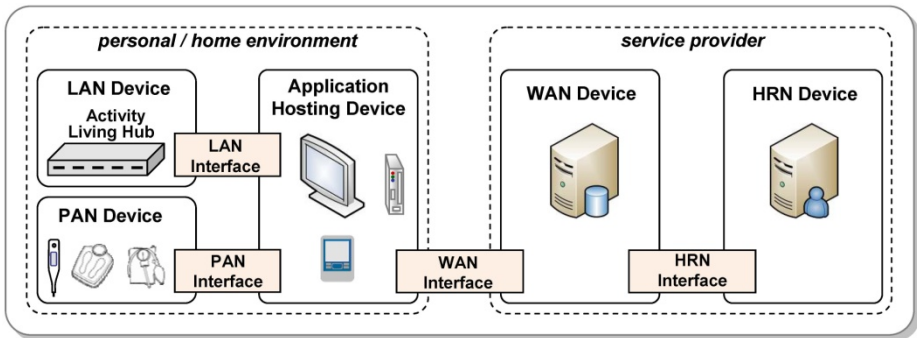 personal / home environment
LAN Device
Activity
Living Hub
LAN
Interface
PAN Device
PAN
Interface
Application
Hosting Device
WAN
Interface
service provider
WAN Device
HRN
Interface
HRN Device